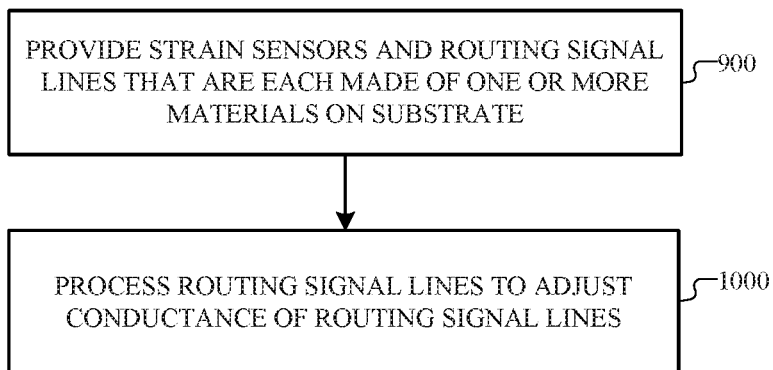 PROVIDE STRAIN SENSORS AND ROUTING SIGNAL
LINES THAT ARE EACH MADE OF ONE OR MORE
MATERIALS ON SUBSTRATE
900
PROCESS ROUTING SIGNAL LINES TO ADJUST
CONDUCTANCE OF ROUTING SIGNAL LINES
1000